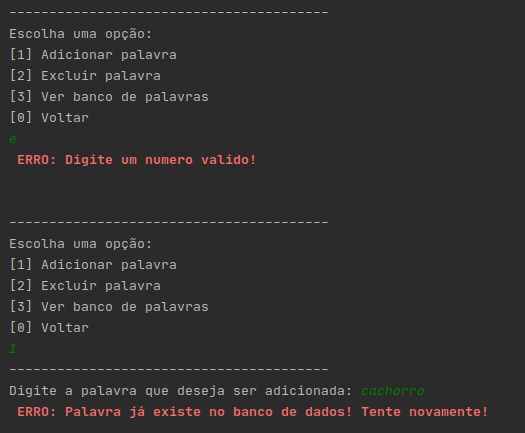 ----------------------------------------
Escolha uma opção:
[1] Adicionar palavra
[2] Excluir palavra
[3] Ver banco de palavras
[0] Voltar
e
ERRO: Digite um numero valido!
----------------------------------------
Escolha uma opção:
[1] Adicionar palavra
[2] Excluir palavra
[3] Ver banco de palavras
[0] Voltar
1
----------------------------------------
Digite a palavra que deseja ser adicionada: cachorro
ERRO: Palavra já existe no banco de dados! Tente novamente!